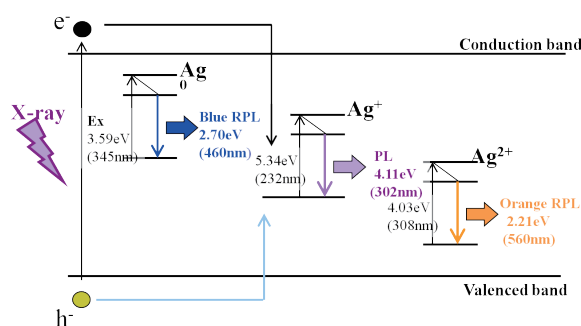 e-
Conduction band
X-ray
Ag
0
Ex
3.59eV
(345nm)
Blue RPL
2.70eV
(460nm)
Ag+
5.34eV
(232nm)
PL
4.11eV
(302nm)
Ag2+
4.03eV
(308nm)
Orange RPL
2.21eV
(560nm)
Valenced band
h-